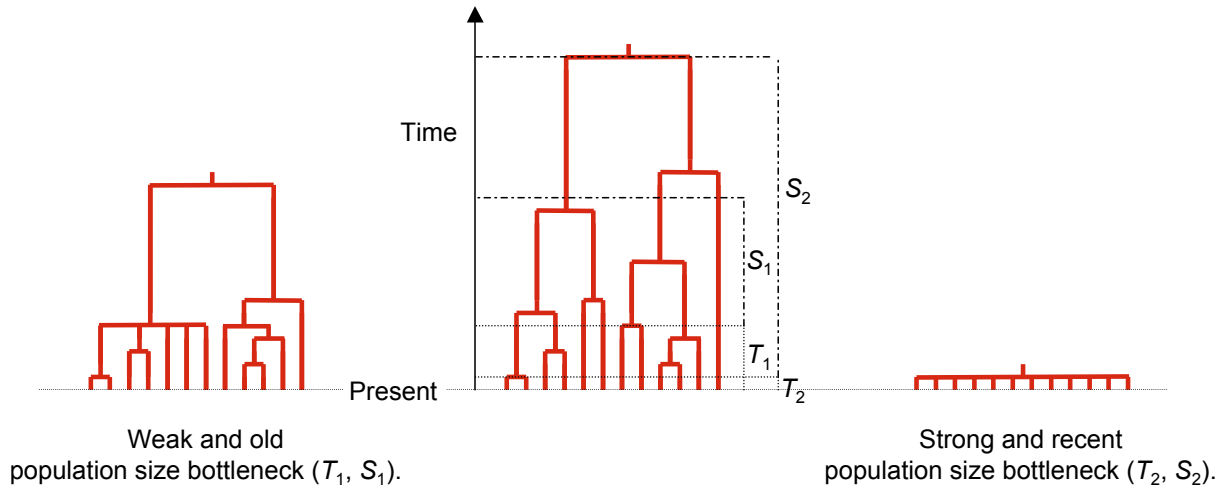 Time
S₂
S₁
T₁
Present
T₂
Weak and old
population size bottleneck (T₁, S₁).
Strong and recent
population size bottleneck (T₂, S₂).